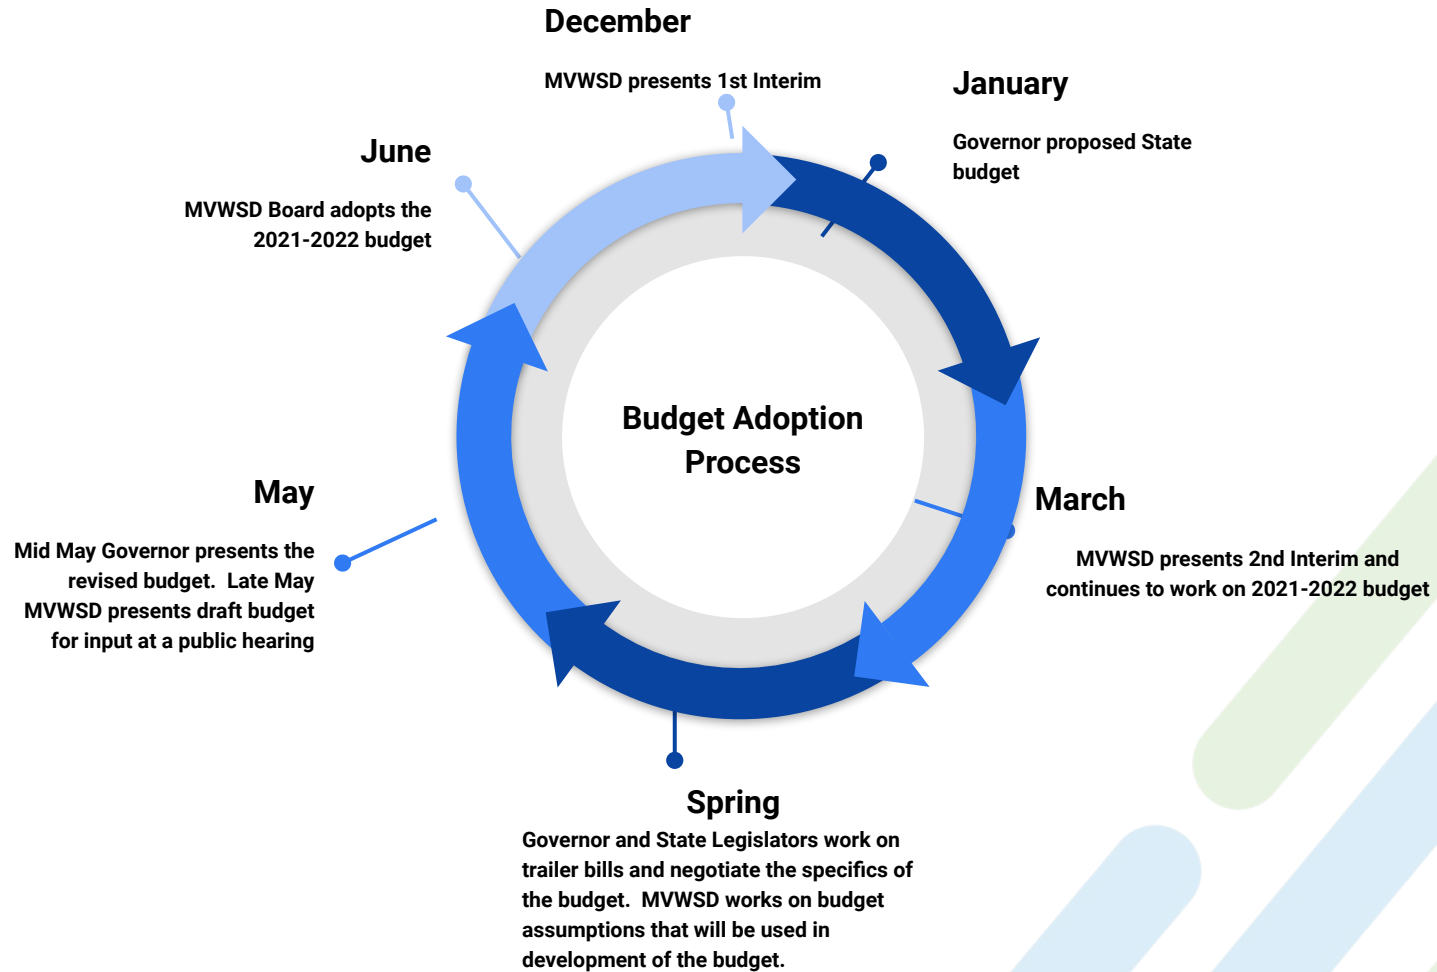 December
MVWSD presents 1st Interim
January
Governor proposed State
budget
March
MVWSD presents 2nd Interim and
continues to work on 2021-2022 budget
Spring
Governor and State Legislators work on
trailer bills and negotiate the specifics of
the budget.  MVWSD works on budget
assumptions that will be used in
development of the budget.
May
Mid May Governor presents the
revised budget.  Late May
MVWSD presents draft budget
for input at a public hearing
June
MVWSD Board adopts the
2021-2022 budget
Budget Adoption
Process